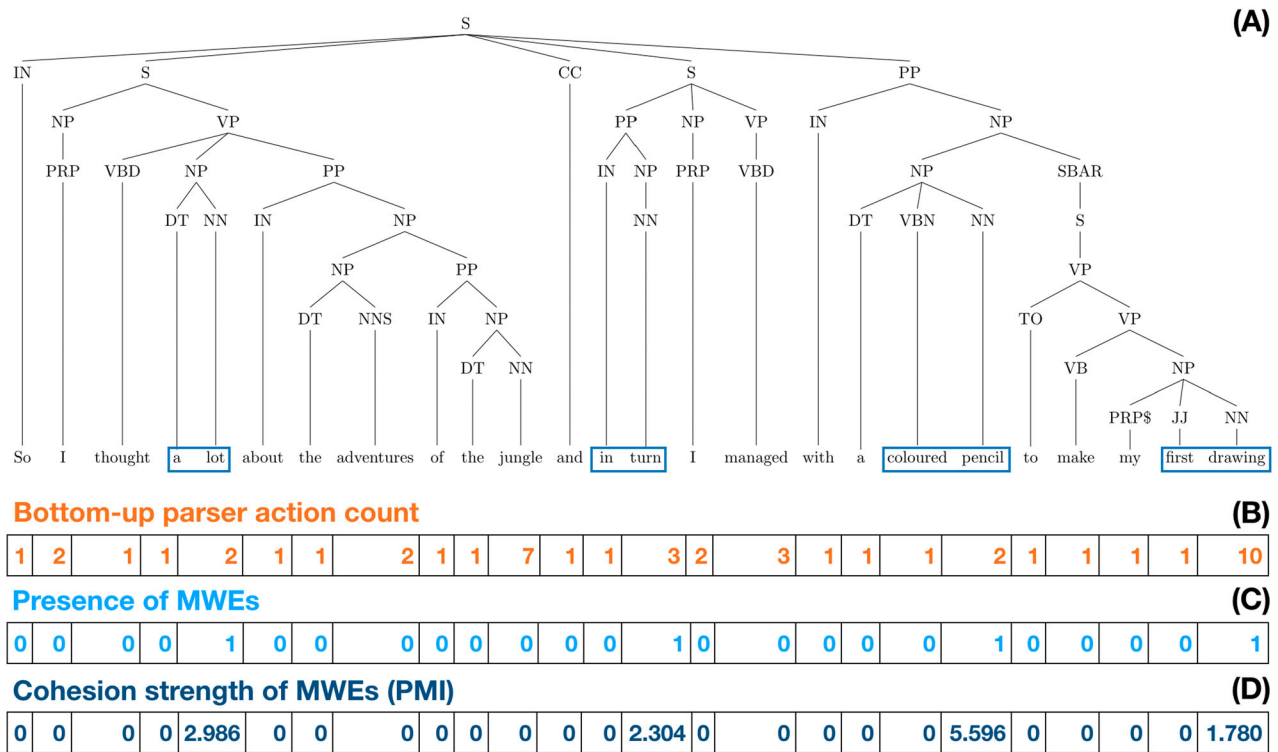 S (A)
IN S CC S PP
NP VP PP NP VP IN NP
PRP VBD NP PP IN NP PRP VBD NP SBAR
DT NN IN NP NN DT VBN NN S
NP PP VP
DT NNS IN NP TO VP
DT NN VB NP
PRP$ JJ NN
So I thought a lot about the adventures of the jungle and in turn I managed with a coloured pencil to make my first drawing
Bottom-up parser action count (B)
1 2 1 1 2 1 1 2 1 1 7 1 1 3 2 3 1 1 1 2 1 1 1 1 10
Presence of MWEs (C)
0 0 0 0 1 0 0 0 0 0 0 0 0 1 0 0 0 0 0 1 0 0 0 0 1
Cohesion strength of MWEs (PMI) (D)
0 0 0 0 2.986 0 0 0 0 0 0 0 0 2.304 0 0 0 0 0 5.596 0 0 0 0 1.780